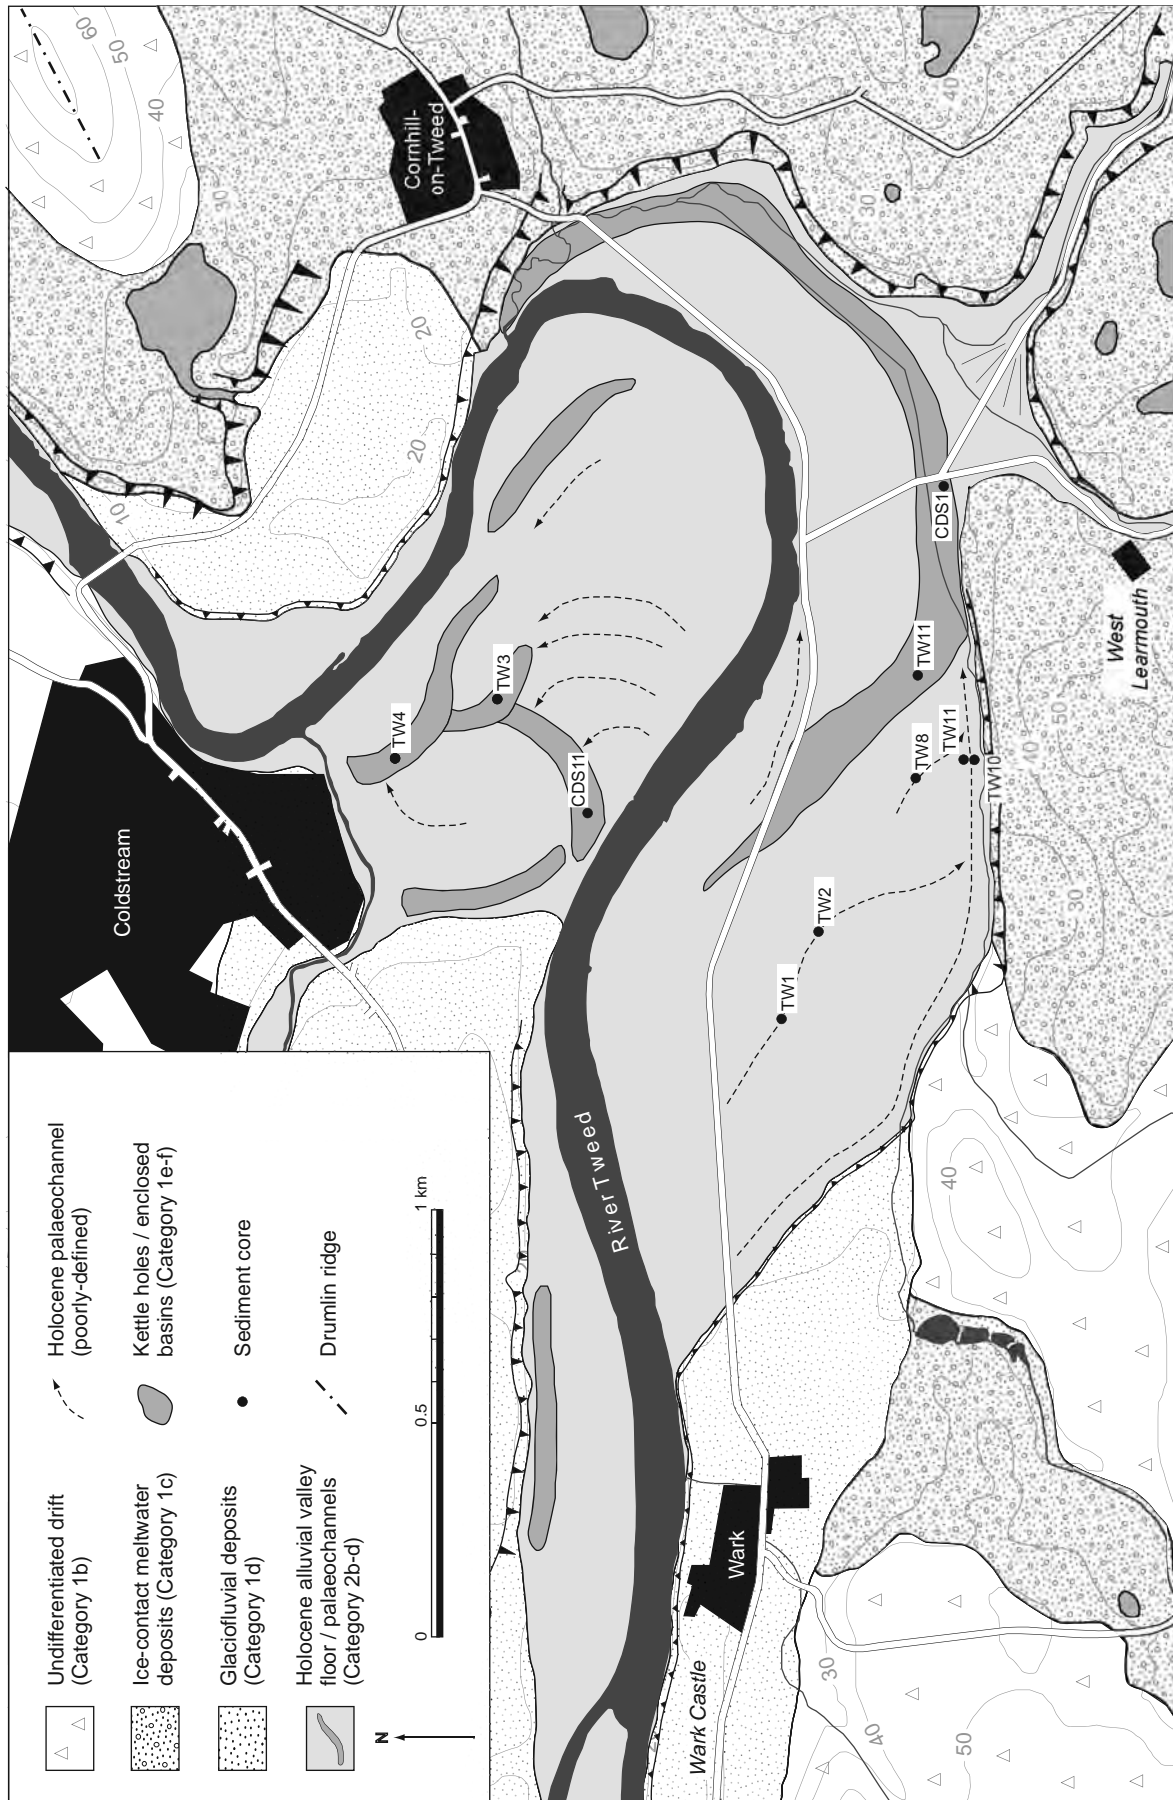 Undifferentiated drift
(Category 1b)
Ice-contact meltwater
deposits (Category 1c)
Glaciofluvial deposits
(Category 1d)
Holocene alluvial valley
floor / palaeochannels
(Category 2b-d)
Holocene palaeochannel
(poorly-defined)
Kettle holes / enclosed
basins (Category 1e-f)
Sediment core
Drumlin ridge
N
0
0.5
1 km
Coldstream
Cornhill-
on-Tweed
River Tweed
Wark
Wark Castle
West
Learmouth
TW4
TW3
CDS11
TW1
TW2
TW8
TW11
TW10
TW11
CDS1
60
50
40
30
20
20
10
40
30
50
40
30
40
30
40
50